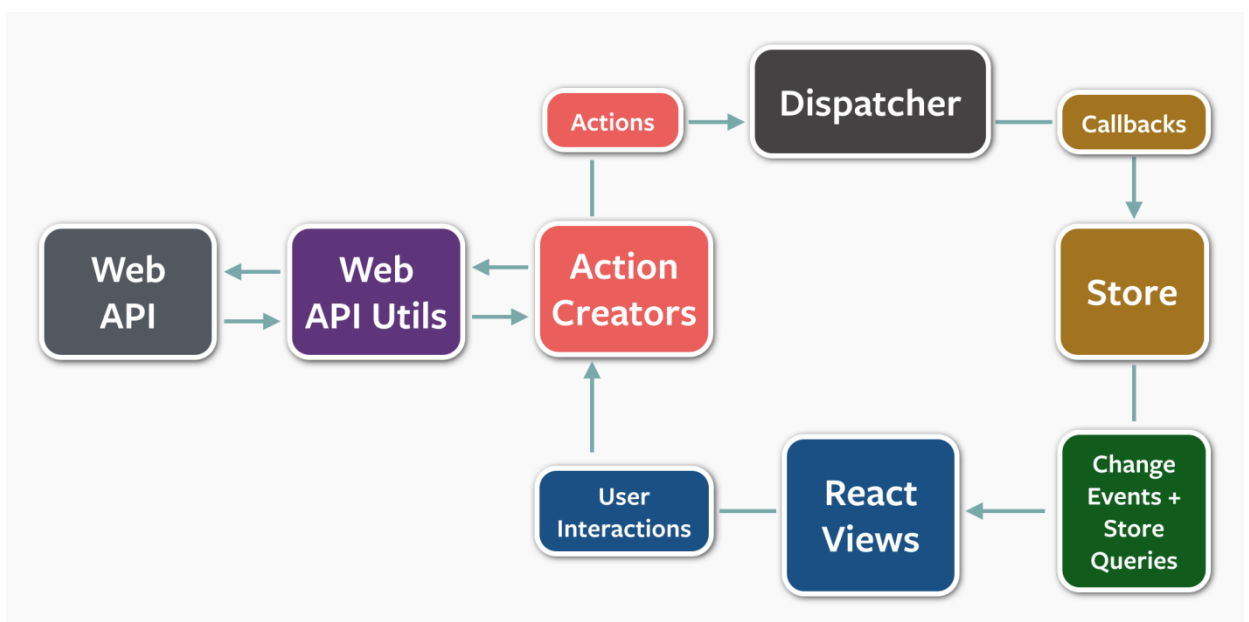 Dispatcher
Actions
Callbacks
Web
API
Web
API Utils
Action
Creators
Store
User
Interactions
React
Views
Change
Events +
Store
Queries